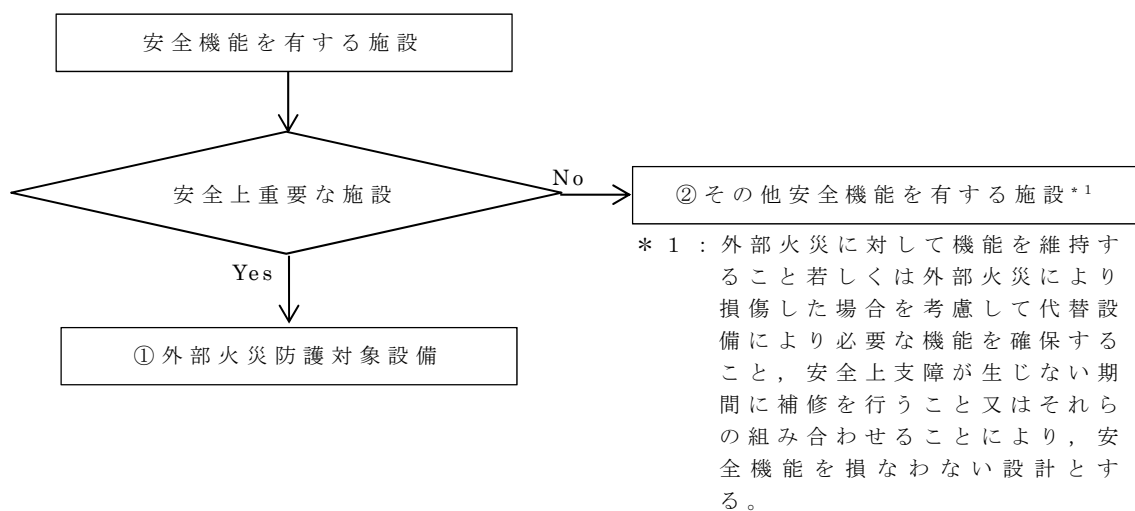 安全機能を有する施設
安全上重要な施設
No
②その他安全機能を有する施設*1
Yes
①外部火災防護対象設備
*1:外部火災に対して機能を維持す
ること若しくは外部火災により
損傷した場合を考慮して代替設
備により必要な機能を確保する
こと,安全上支障が生じない期
間に補修を行うこと又はそれら
の組み合わせることにより,安
全機能を損なわない設計とす
る。